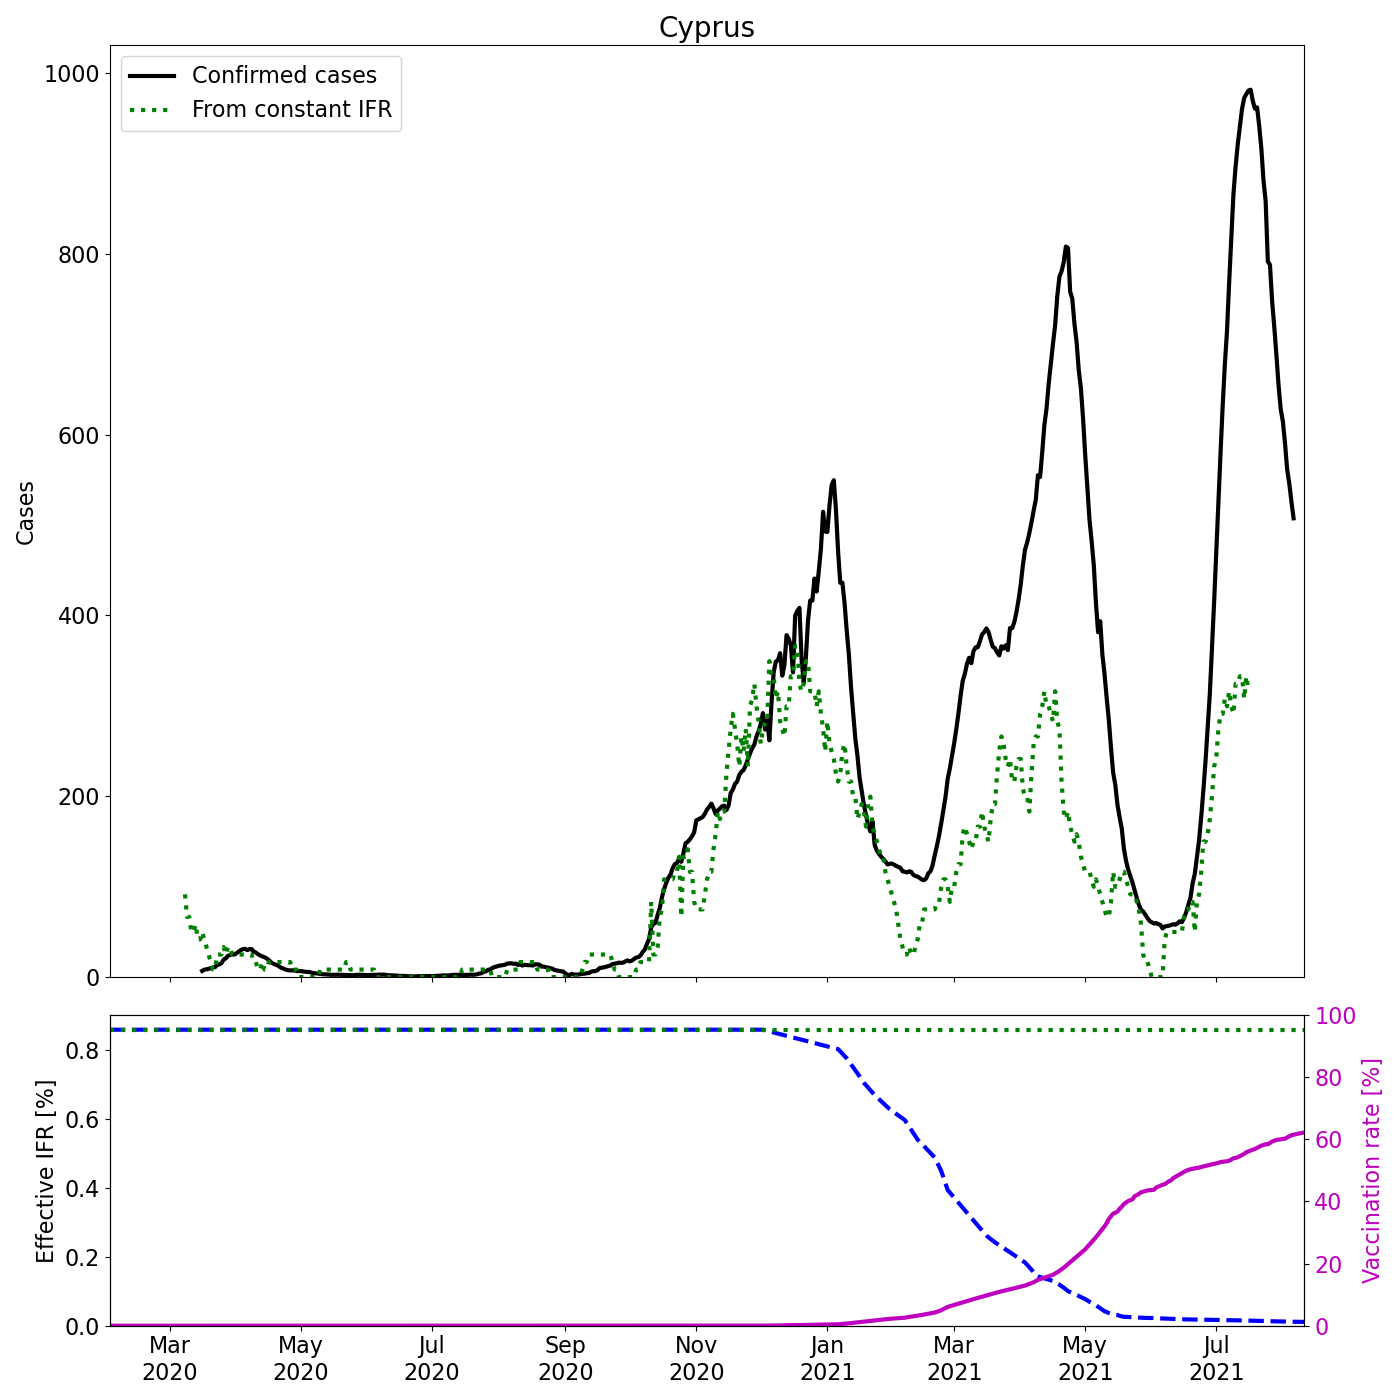 Cyprus
Confirmed cases
From constant IFR
1000
800
600
400
200
0
Cases
0.8
0.6
0.4
0.2
0.0
Effective IFR [%]
100
80
60
40
20
0
Vaccination rate [%]
Mar May Jul Sep Nov Jan Mar May Jul
2020 2020 2020 2020 2020 2021 2021 2021 2021